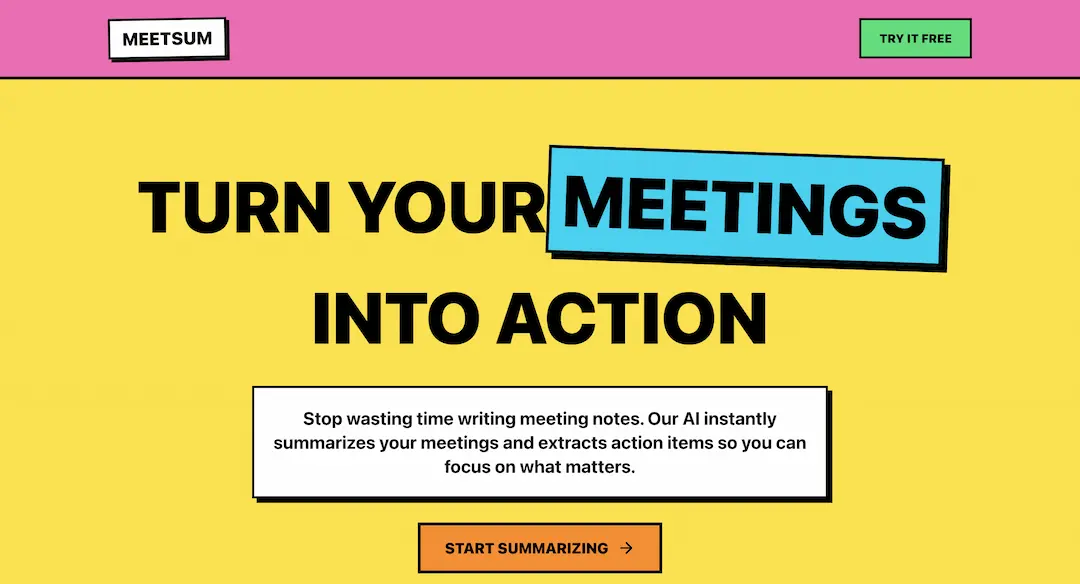 MEETSUM
TRY IT FREE
TURN YOUR MEETINGS
INTO ACTION
Stop wasting time writing meeting notes. Our AI instantly
summarizes your meetings and extracts action items so you can
focus on what matters.
START SUMMARIZING →